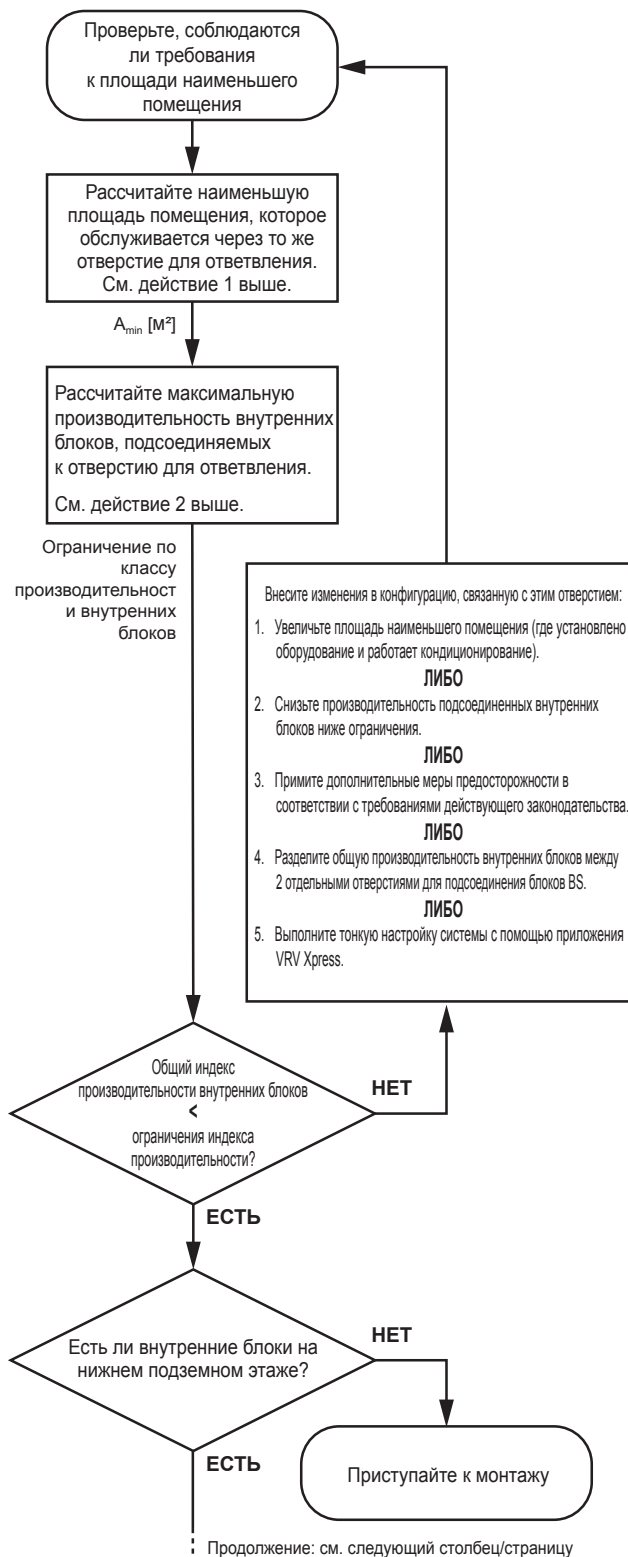 Проверьте, соблюдаются
ли требования
к площади наименьшего
помещения
Рассчитайте наименьшую
площадь помещения, которое
обслуживается через то же
отверстие для ответвления.
См. действие 1 выше.
Amin [м²]
Рассчитайте максимальную
производительность внутренних
блоков, подсоединяемых
к отверстию для ответвления.
См. действие 2 выше.
Ограничение по
классу
производительност
и внутренних
блоков
Внесите изменения в конфигурацию, связанную с этим отверстием:
1. Увеличьте площадь наименьшего помещения (где установлено
оборудование и работает кондиционирование).
ЛИБО
2. Снизьте производительность подсоединенных внутренних
блоков ниже ограничения.
ЛИБО
3. Примите дополнительные меры предосторожности в
соответствии с требованиями действующего законодательства.
ЛИБО
4. Разделите общую производительность внутренних блоков между
2 отдельными отверстиями для подсоединения блоков BS.
ЛИБО
5. Выполните тонкую настройку системы с помощью приложения
VRV Xpress.
Общий индекс
производительности внутренних блоков
<
ограничения индекса
производительности?
НЕТ
ЕСТЬ
Есть ли внутренние блоки на
нижнем подземном этаже?
НЕТ
ЕСТЬ
Приступайте к монтажу
Продолжение: см. следующий столбец/страницу